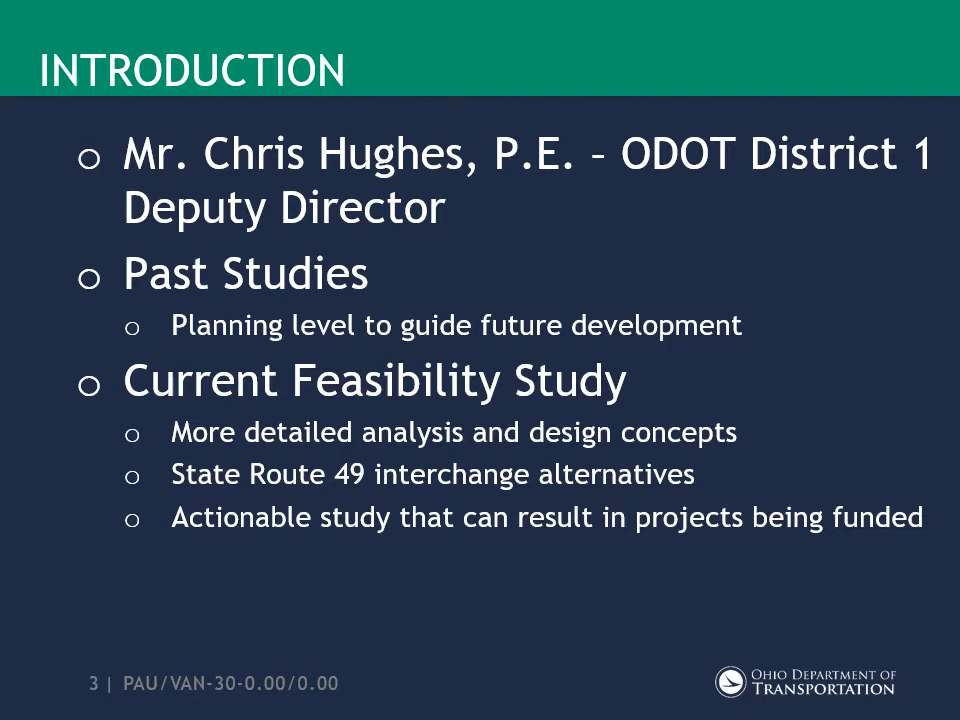 INTRODUCTION
o Mr. Chris Hughes, P.E. – ODOT District 1
Deputy Director
o Past Studies
o Planning level to guide future development
o Current Feasibility Study
o More detailed analysis and design concepts
o State Route 49 interchange alternatives
o Actionable study that can result in projects being funded
3 | PAU/VAN-30-0.00/0.00
OHIO DEPARTMENT OF
TRANSPORTATION